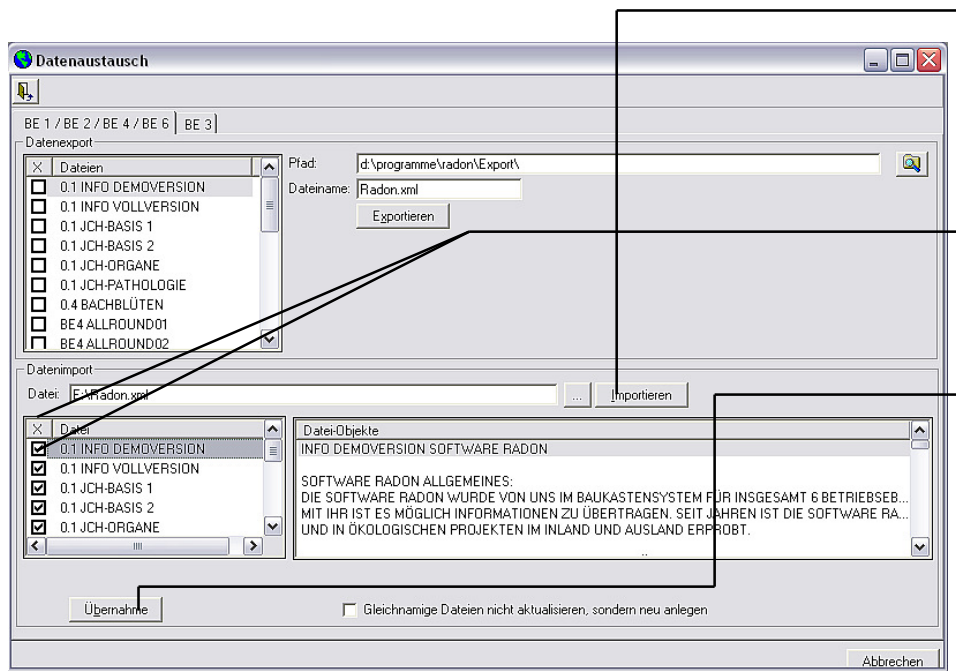 Datenaustausch
BE 1 / BE 2 / BE 4 / BE 6
BE 3
Datenexport
X Dateien
0.1 INFO DEMOVERSION
0.1 INFO VOLLVERSION
0.1 JCH-BASIS 1
0.1 JCH-BASIS 2
0.1 JCH-ORGANE
0.1 JCH-PATHOLOGIE
0.4 BACHBLÜTEN
BE4 ALLROUND01
BE4 ALLROUND02
Pfad: d:\programme\radon\Export\
Dateiname: Radon.xml
Exportieren
Datenimport
Datei: F:\Radon.xml ... Importieren
X Datei
0.1 INFO DEMOVERSION
0.1 INFO VOLLVERSION
0.1 JCH-BASIS 1
0.1 JCH-BASIS 2
0.1 JCH-ORGANE
Datei-Objekte
INFO DEMOVERSION SOFTWARE RADON
SOFTWARE RADON ALLGEMEINES:
DIE SOFTWARE RADON WURDE VON UNS IM BAUKASTENSYSTEM FÜR INSGESAMT 6 BETRIEBSEB...
MIT IHR IST ES MÖGLICH INFORMATIONEN ZU ÜBERTRAGEN. SEIT JAHREN IST DIE SOFTWARE RA...
UND IN ÖKOLOGISCHEN PROJEKTEN IM INLAND UND AUSLAND ERPROBT.
..
Übernahme
Gleichnamige Dateien nicht aktualisieren, sondern neu anlegen
Abbrechen